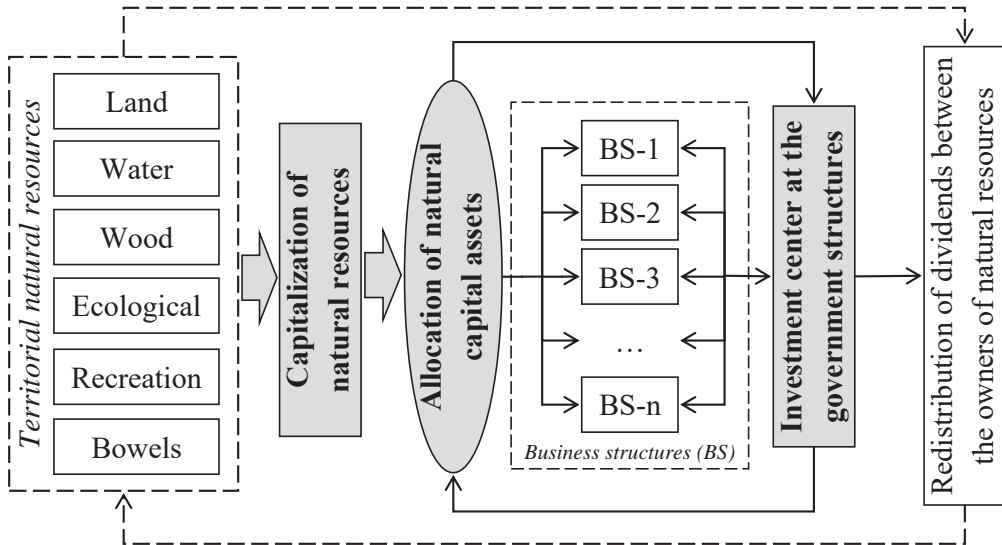 Territorial natural resources
Land
Water
Wood
Ecological
Recreation
Bowels
Capitalization of
natural resources
Allocation of natural
capital assets
BS-1
BS-2
BS-3
…
BS-n
Business structures (BS)
Investment center at the
government structures
Redistribution of dividends between
the owners of natural resources